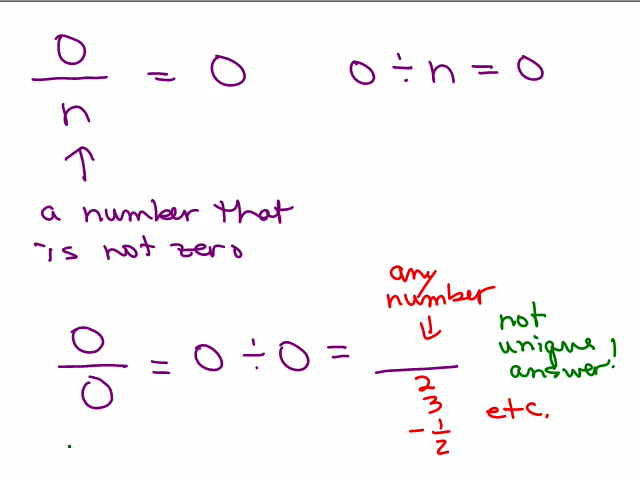 0/n = 0
0 ÷ n = 0
↑
a number that
is not zero
any
number
↓
0/0 = 0 ÷ 0 = ___
2
3
-1/2
etc.
not
unique
answer!